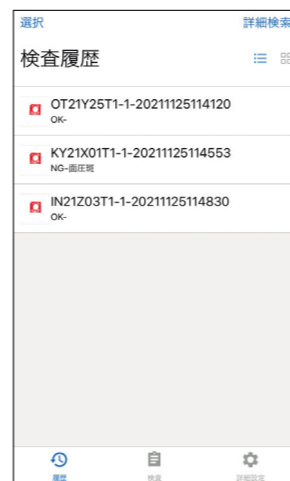 選択
詳細検索
検査履歴
OT21Y25T1-1-20211125114120
OK-
KY21X01T1-1-20211125114553
NG-面圧斑
IN21Z03T1-1-20211125114830
OK-
履歴
検査
詳細設定